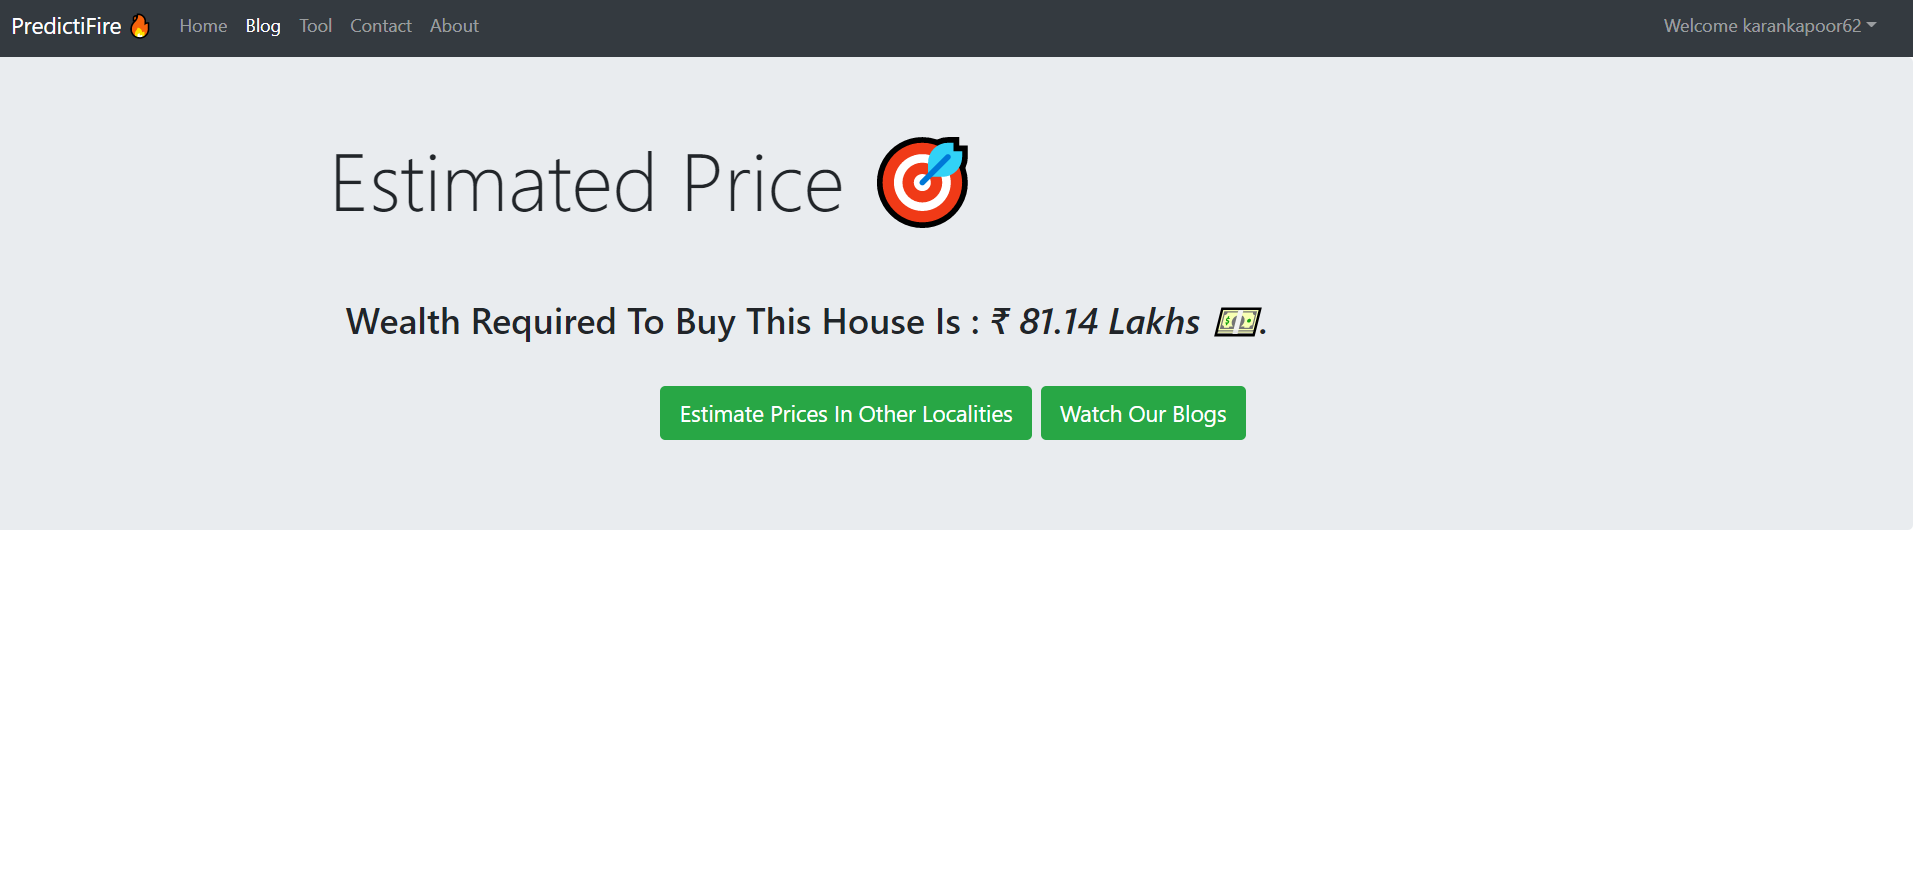 PredictiFire 🔥 Home Blog Tool Contact About Welcome karankapoor62
Estimated Price 🎯
Wealth Required To Buy This House Is : ₹ 81.14 Lakhs 💵.
Estimate Prices In Other Localities Watch Our Blogs